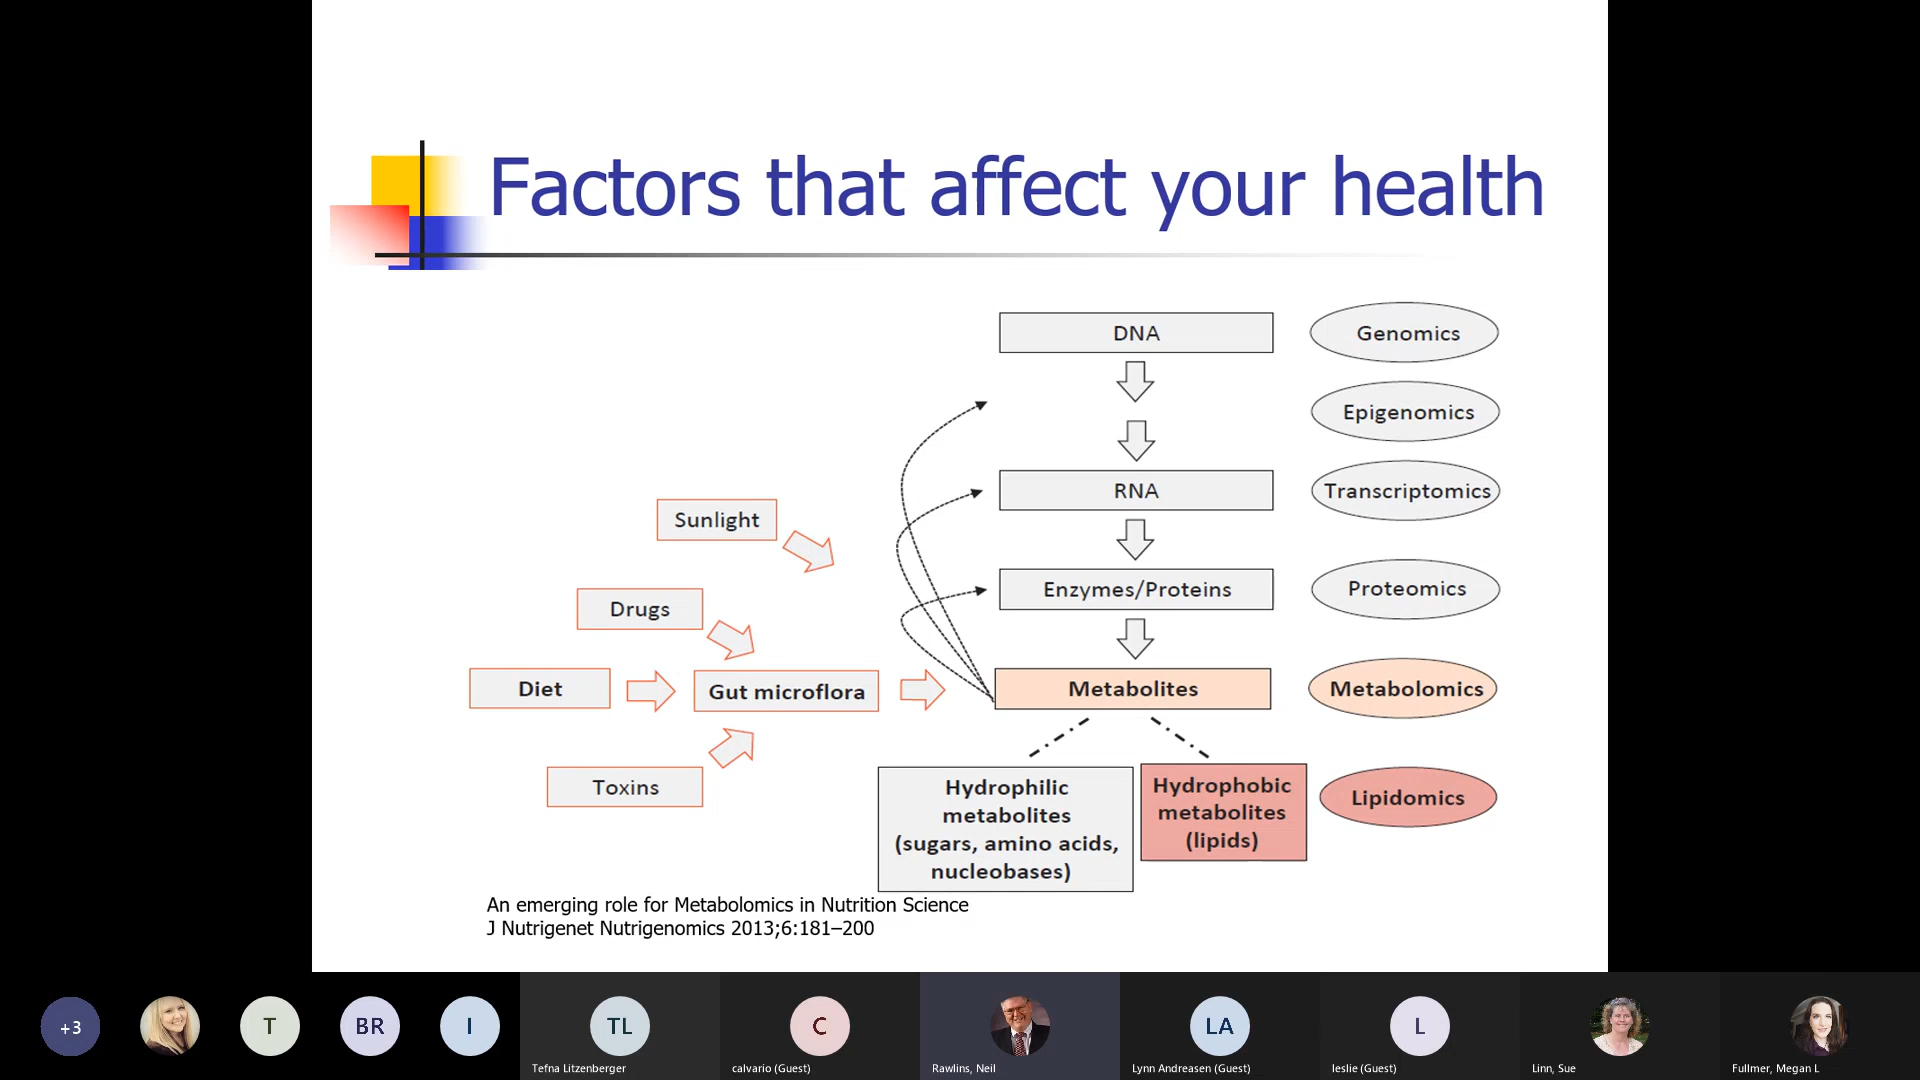 Factors that affect your health
DNA
Genomics
Epigenomics
RNA
Transcriptomics
Sunlight
Enzymes/Proteins
Proteomics
Drugs
Diet
Gut microflora
Metabolites
Metabolomics
Toxins
Hydrophilic
metabolites
(sugars, amino acids,
nucleobases)
Hydrophobic
metabolites
(lipids)
Lipidomics
An emerging role for Metabolomics in Nutrition Science
J Nutrigenet Nutrigenomics 2013;6:181–200
+3
T
BR
I
TL
C
LA
L
Tefna Litzenberger
calvario (Guest)
Rawlins, Neil
Lynn Andreasen (Guest)
leslie (Guest)
Linn, Sue
Fullmer, Megan L